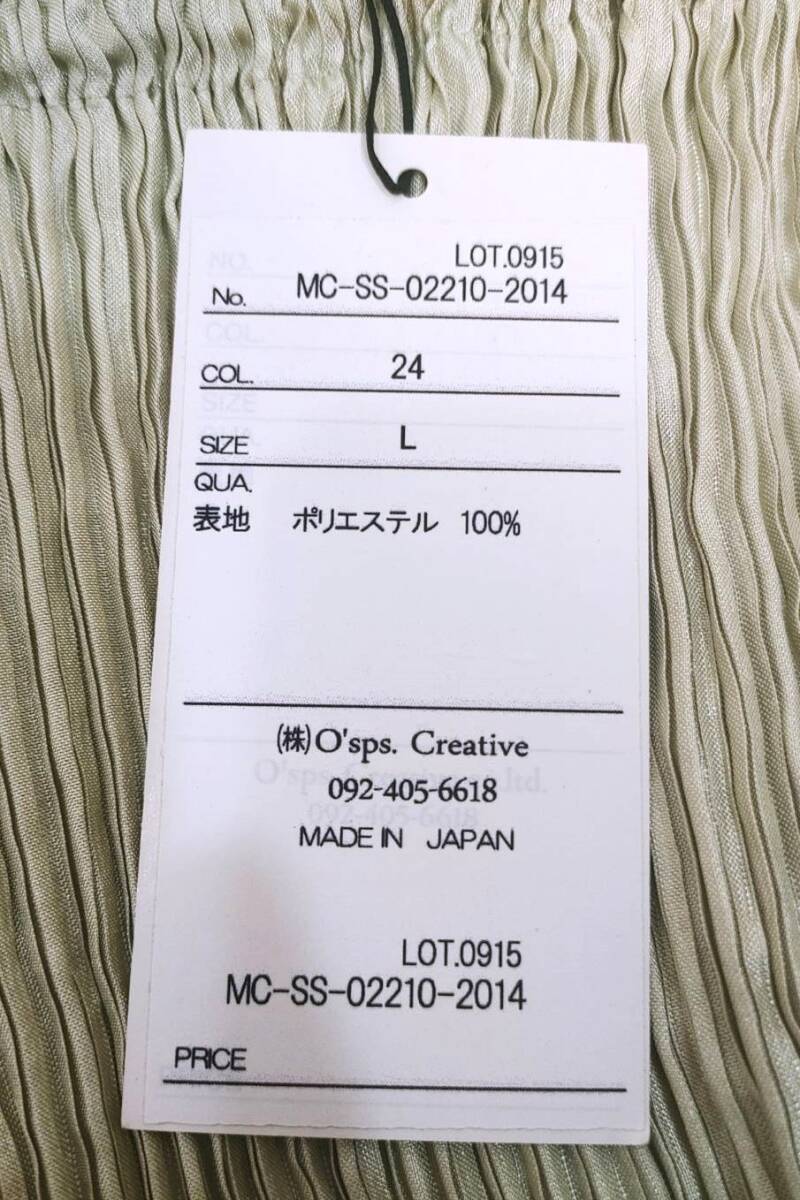 LOT.0915
No. MC-SS-02210-2014
COL. 24
SIZE L
QUA.
表地 ポリエステル 100%
(株)O'sps. Creative
092-405-6618
MADE IN JAPAN
LOT.0915
MC-SS-02210-2014
PRICE